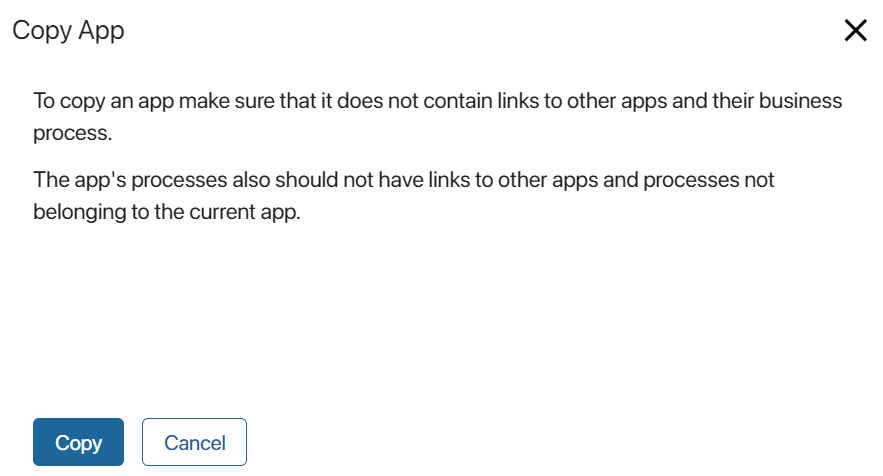 Copy App
To copy an app make sure that it does not contain links to other apps and their business
process.
The app's processes also should not have links to other apps and processes not
belonging to the current app.
Copy
Cancel